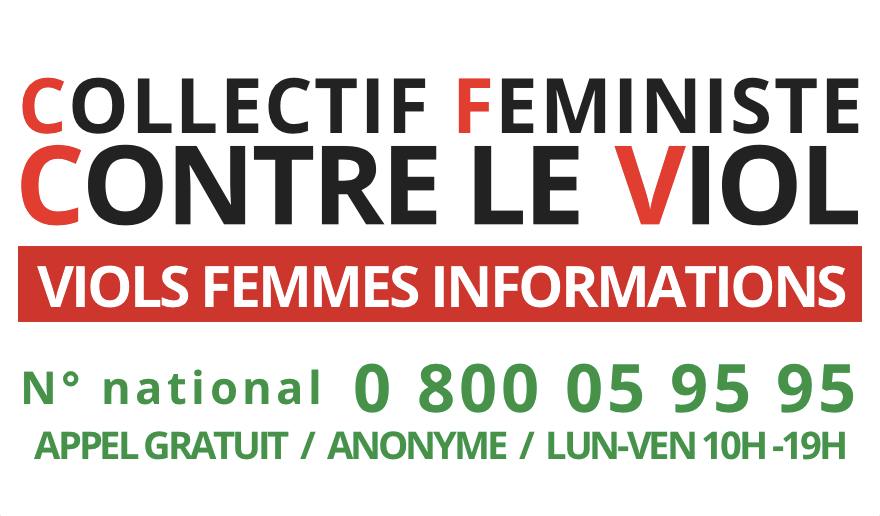 COLLECTIF FEMINISTE
CONTRE LE VIOL
VIOLS FEMMES INFORMATIONS
N° national 0 800 05 95 95
APPEL GRATUIT / ANONYME / LUN-VEN 10H -19H